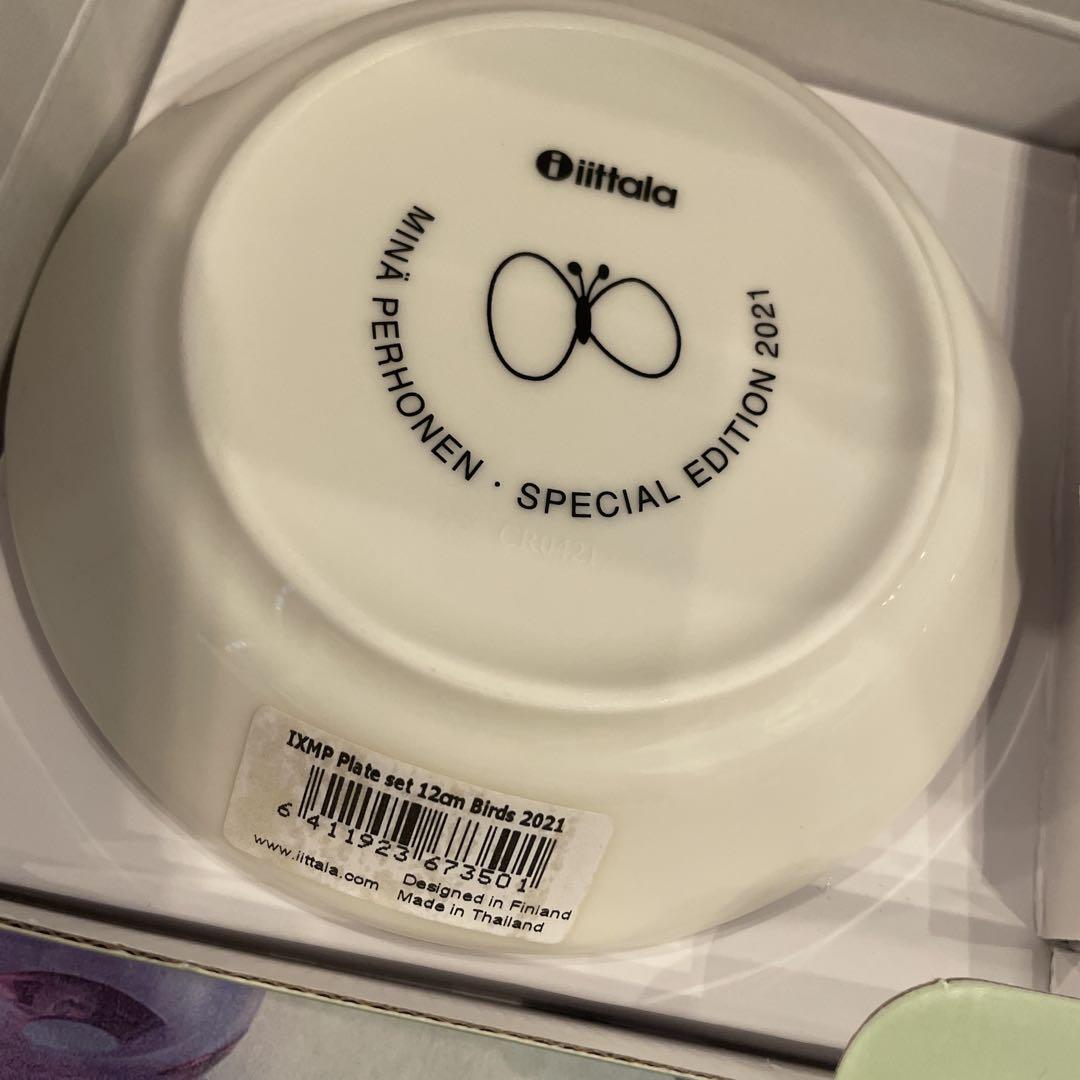 iittala
MINÄ PERHONEN · SPECIAL EDITION 2021
CR0421
IXMP Plate set 12cm Birds 2021
6 411923 673501
www.iittala.com
Designed in Finland
Made in Thailand